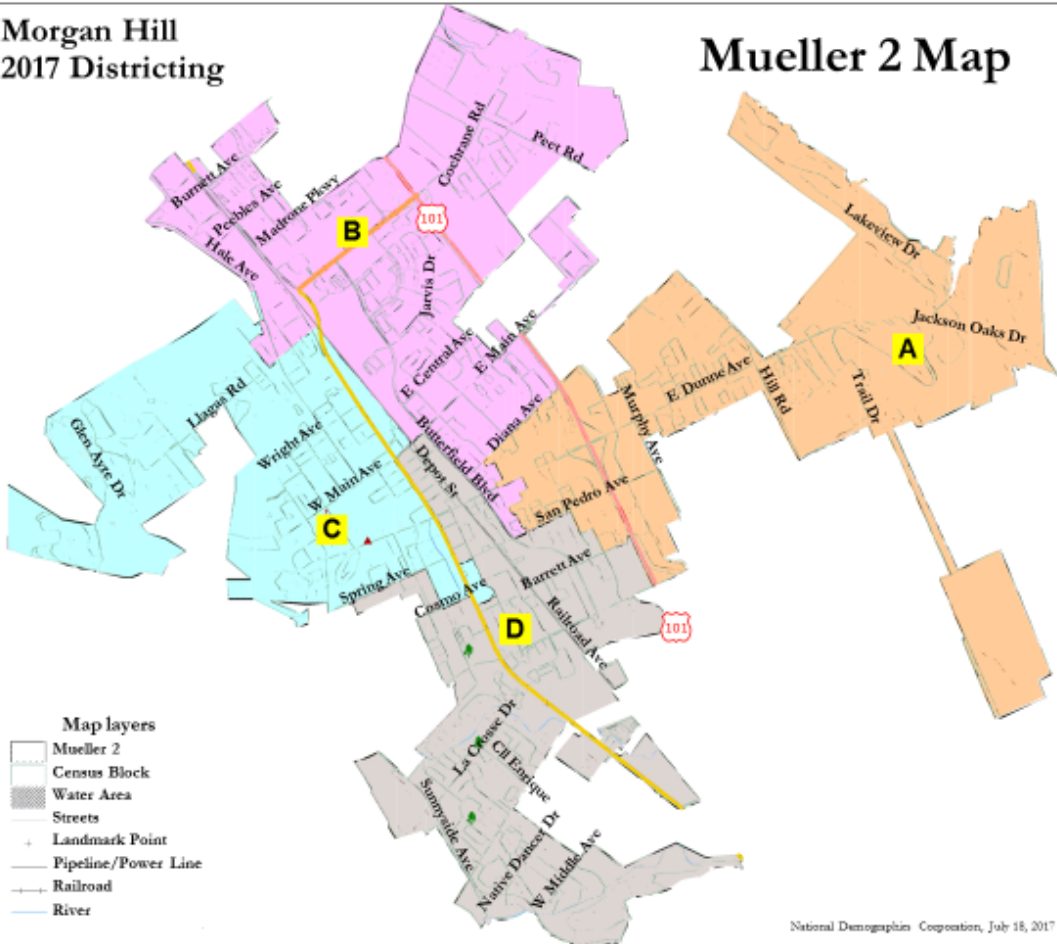 Morgan Hill
2017 Districting
Mueller 2 Map
Cochrane Rd
Peet Rd
Burnett Ave
Peebles Ave
Madrone Pkwy
Hale Ave
B
101
Jarvis Dr
Lakeview Dr
Jackson Oaks Dr
A
E Central Ave
E Main Ave
E Dunne Ave
Hill Rd
Trail Dr
Murphy Ave
Diana Ave
Llagas Rd
Glen Ayre Dr
Wright Ave
W Main Ave
Butterfield Blvd
Depot St
San Pedro Ave
C
Spring Ave
Cosmo Ave
Barrett Ave
Railroad Ave
D
101
La Crosse Dr
Cll Enrique
Sunnyside Ave
Native Dancer Dr
W Middle Ave
Map layers
Mueller 2
Census Block
Water Area
Streets
Landmark Point
Pipeline/Power Line
Railroad
River
National Demographics Corporation, July 18, 2017